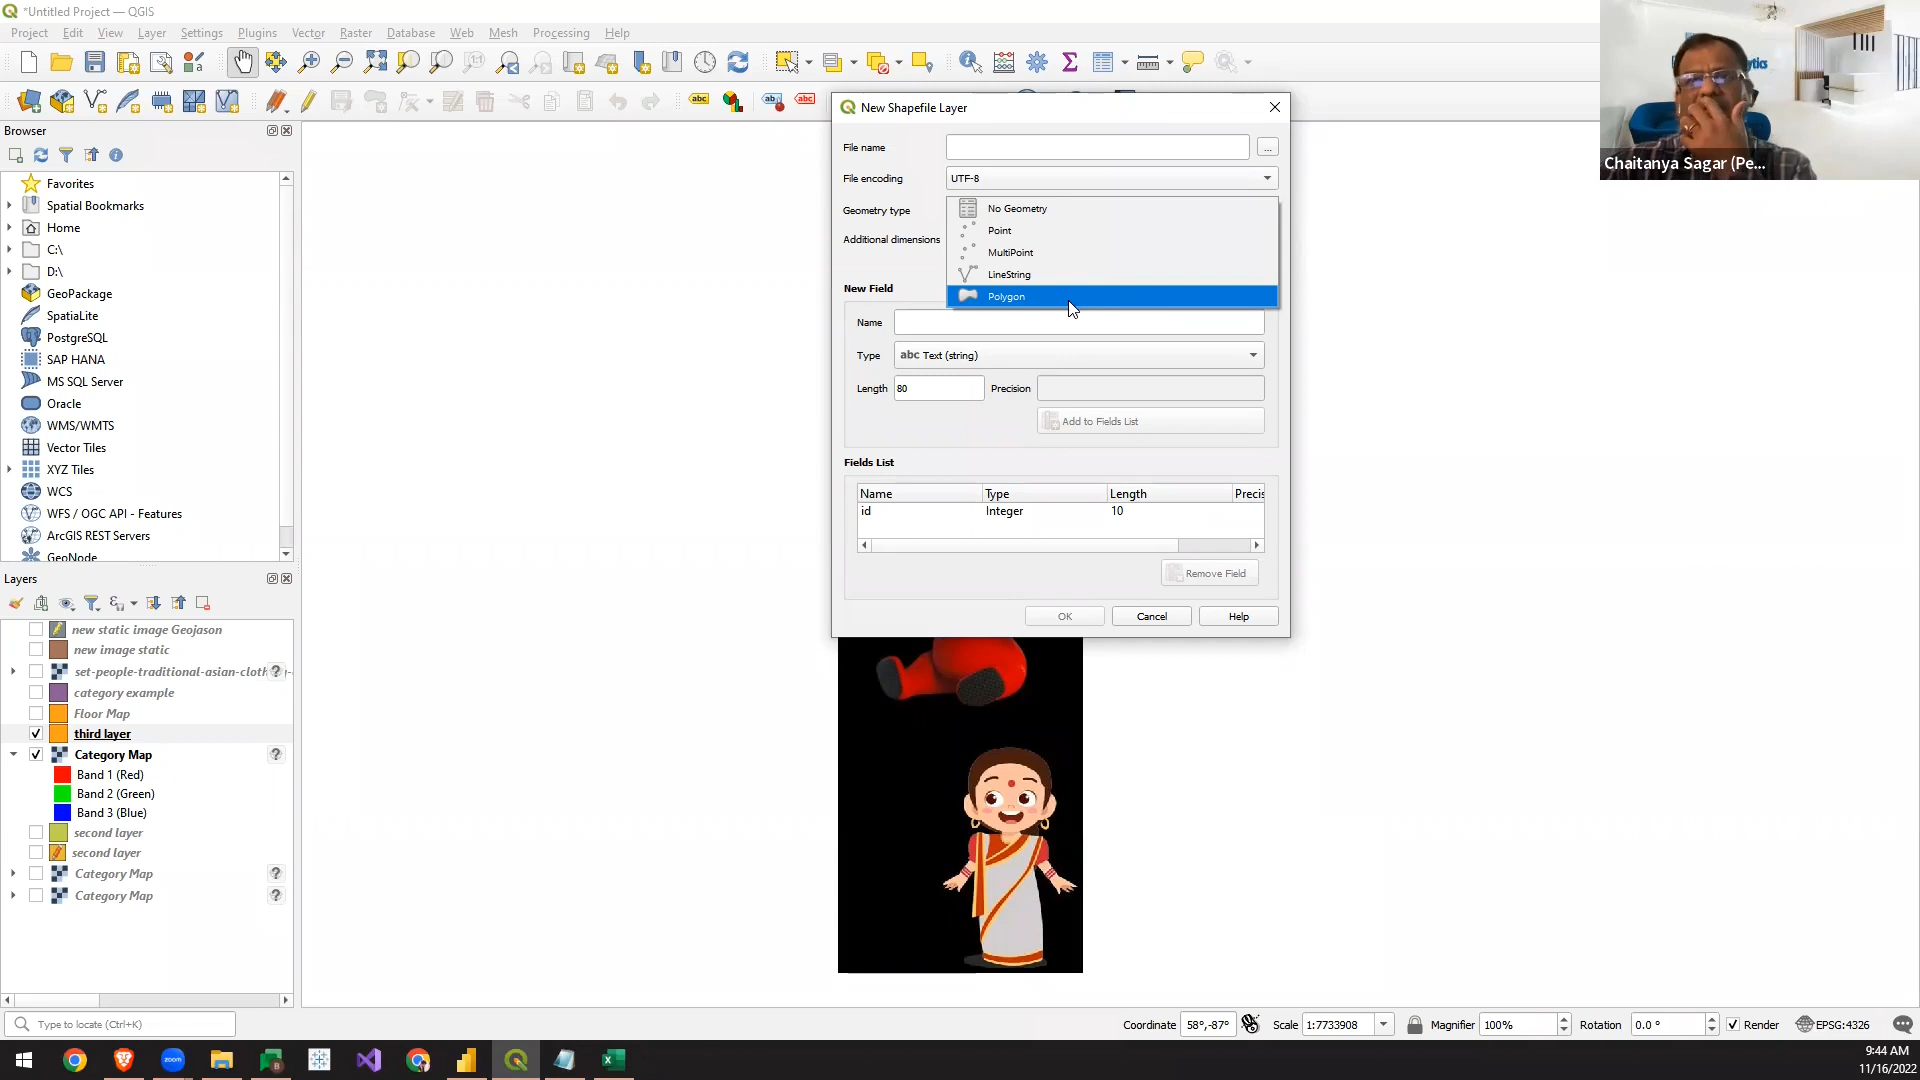 *Untitled Project — QGIS
Project Edit View Layer Settings Plugins Vector Raster Database Web Mesh Processing Help
Browser
Favorites
Spatial Bookmarks
Home
C:\
D:\
GeoPackage
SpatiaLite
PostgreSQL
SAP HANA
MS SQL Server
Oracle
WMS/WMTS
Vector Tiles
XYZ Tiles
WCS
WFS / OGC API - Features
ArcGIS REST Servers
GeoNode
Layers
new static image Geojason
new image static
set-people-traditional-asian-cloth
category example
Floor Map
third layer
Category Map
Band 1 (Red)
Band 2 (Green)
Band 3 (Blue)
second layer
second layer
Category Map
Category Map
Type to locate (Ctrl+K)
New Shapefile Layer
File name
...
File encoding UTF-8
Geometry type
No Geometry
Point
Additional dimensions
MultiPoint
LineString
Polygon
New Field
Name
Type abc Text (string)
Length 80 Precision
Add to Fields List
Fields List
Name Type Length Precis
id Integer 10
Remove Field
OK Cancel Help
Chaitanya Sagar (Pe...
Coordinate 58°,-87° Scale 1:7733908 Magnifier 100% Rotation 0.0 ° Render EPSG:4326
zoom
9:44 AM
11/16/2022